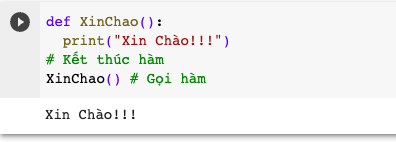 def XinChao():
  print("Xin Chào!!!")
# Kết thúc hàm
XinChao() # Gọi hàm
Xin Chào!!!